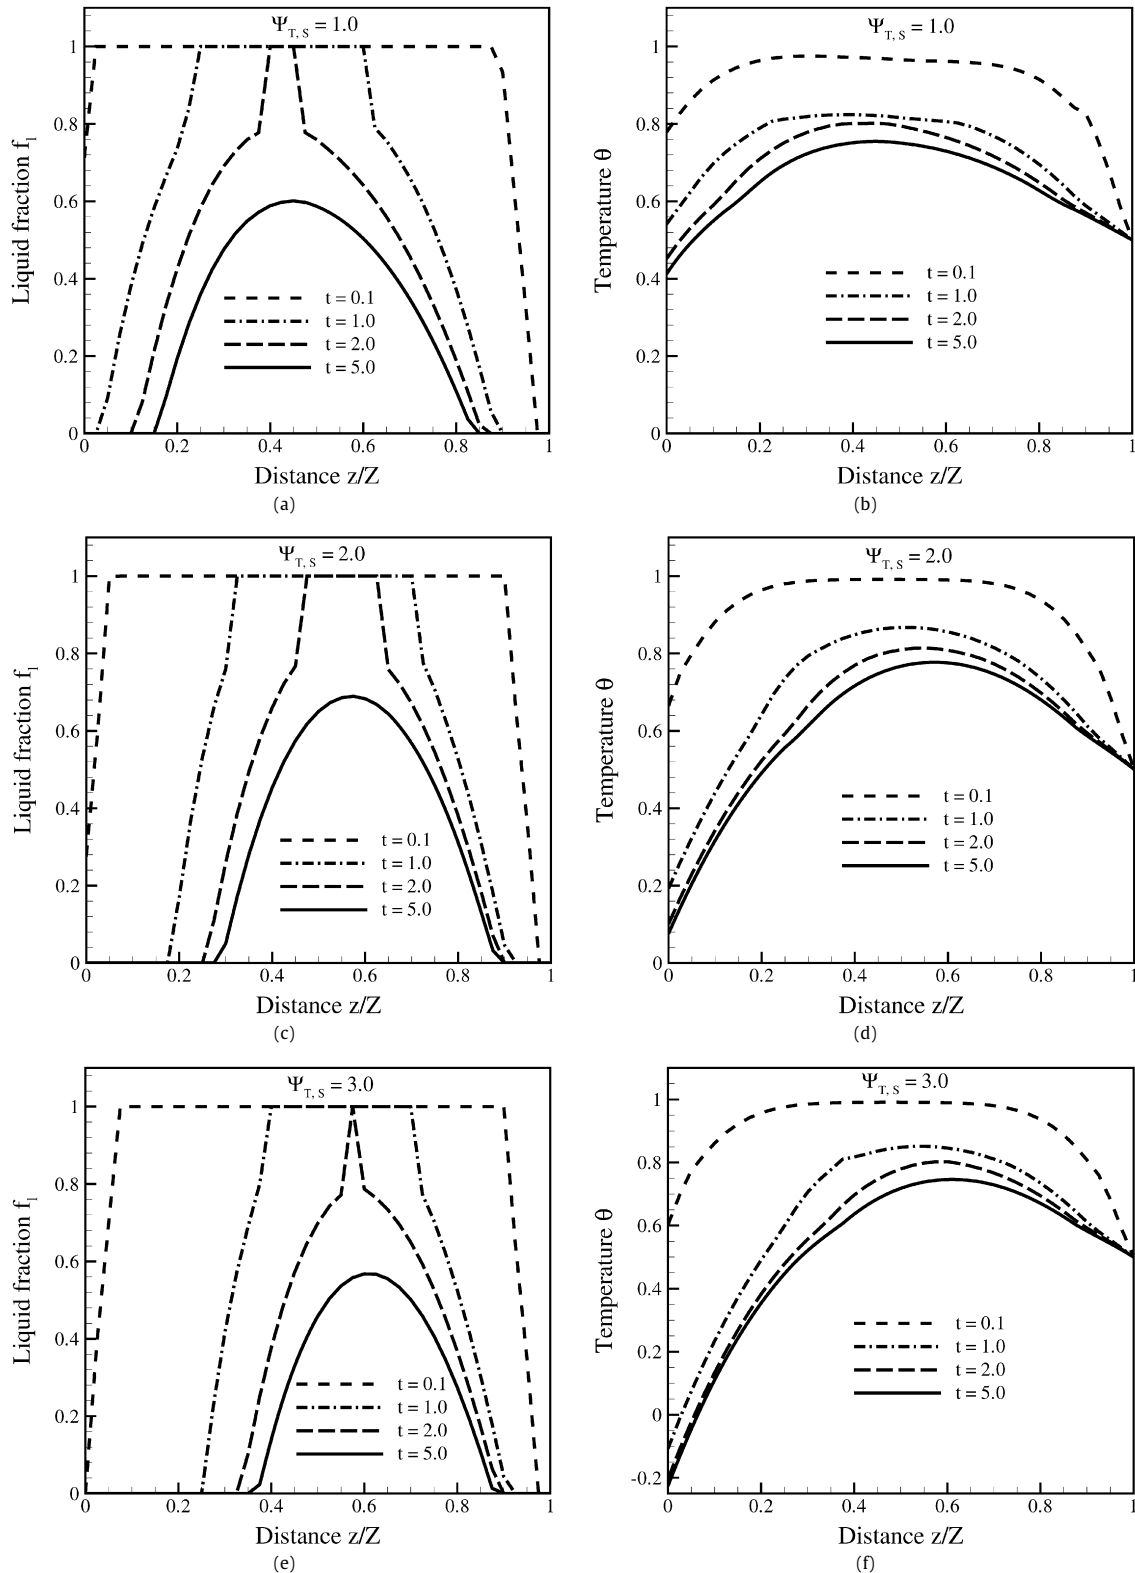 ΨT, S = 1.0
Liquid fraction fl
1
0.8
0.6
0.4
0.2
0
t = 0.1
t = 1.0
t = 2.0
t = 5.0
0 0.2 0.4 0.6 0.8 1
Distance z/Z
(a)
ΨT, S = 1.0
Temperature θ
1
0.8
0.6
0.4
0.2
0
t = 0.1
t = 1.0
t = 2.0
t = 5.0
0 0.2 0.4 0.6 0.8 1
Distance z/Z
(b)
ΨT, S = 2.0
Liquid fraction fl
1
0.8
0.6
0.4
0.2
0
t = 0.1
t = 1.0
t = 2.0
t = 5.0
0 0.2 0.4 0.6 0.8 1
Distance z/Z
(c)
ΨT, S = 2.0
Temperature θ
1
0.8
0.6
0.4
0.2
0
t = 0.1
t = 1.0
t = 2.0
t = 5.0
0 0.2 0.4 0.6 0.8 1
Distance z/Z
(d)
ΨT, S = 3.0
Liquid fraction fl
1
0.8
0.6
0.4
0.2
0
t = 0.1
t = 1.0
t = 2.0
t = 5.0
0 0.2 0.4 0.6 0.8 1
Distance z/Z
(e)
ΨT, S = 3.0
Temperature θ
1
0.8
0.6
0.4
0.2
0
-0.2
t = 0.1
t = 1.0
t = 2.0
t = 5.0
0 0.2 0.4 0.6 0.8 1
Distance z/Z
(f)